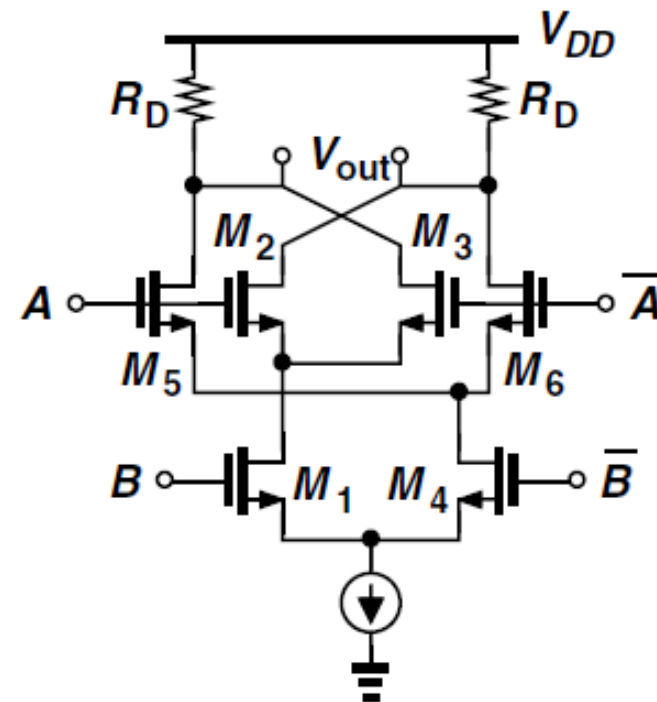 V_DD
R_D R_D
V_out
M_2 M_3
A A̅
M_5 M_6
B M_1 M_4 B̅